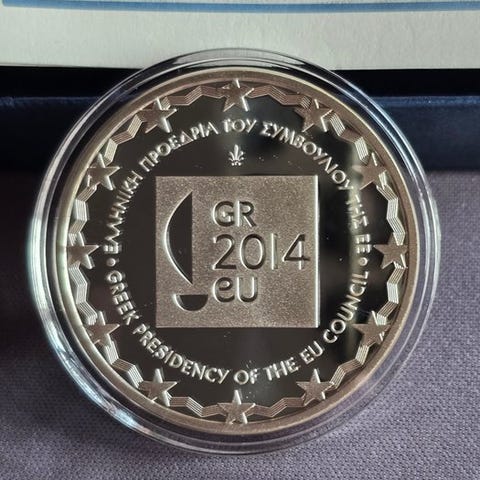 ΕΛΛΗΝΙΚΗ ΠΡΟΕΔΡΙΑ ΤΟΥ ΣΥΜΒΟΥΛΙΟΥ ΤΗΣ ΕΕ
GR
2014
eu
GREEK PRESIDENCY OF THE EU COUNCIL